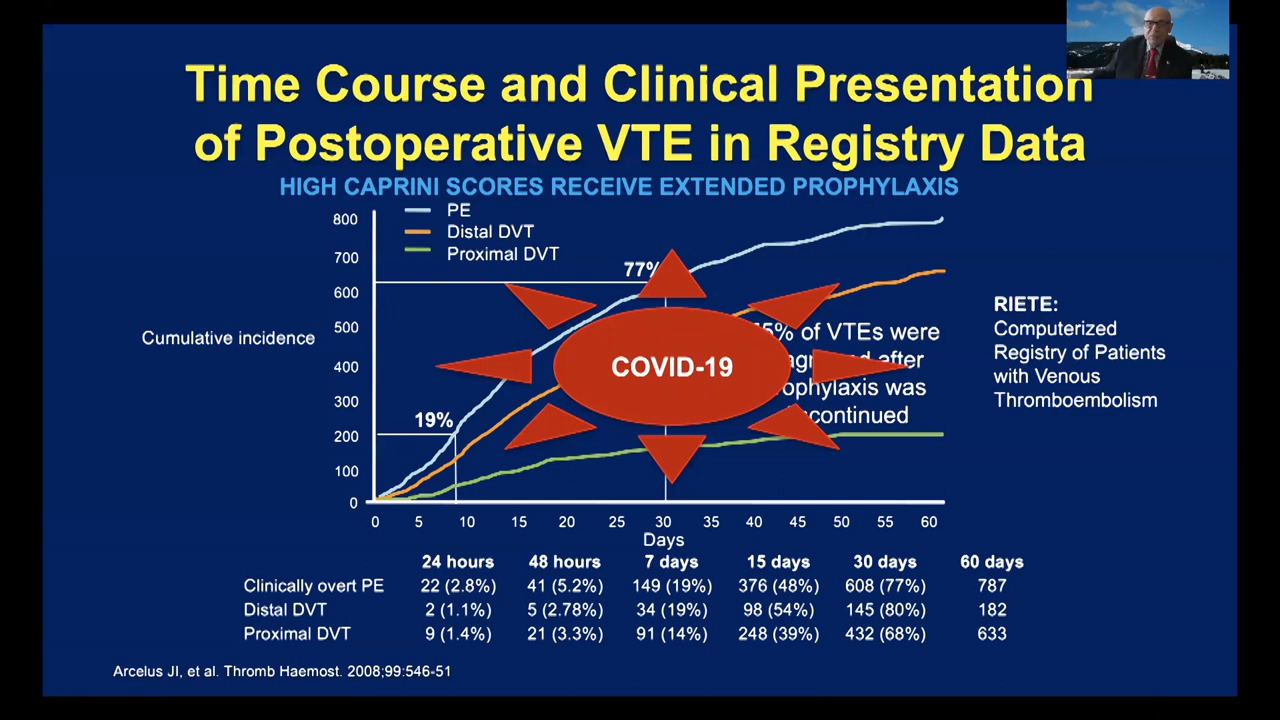 Time Course and Clinical Presentation
of Postoperative VTE in Registry Data
HIGH CAPRINI SCORES RECEIVE EXTENDED PROPHYLAXIS
800
700
600
500
400
300
200
100
0
Cumulative incidence
PE
Distal DVT
Proximal DVT
77%
19%
COVID-19
5% of VTEs were
after
was
RIETE:
Computerized
Registry of Patients
with Venous
Thromboembolism
0 5 10 15 20 25 30 35 40 45 50 55 60
Days
24 hours 48 hours 7 days 15 days 30 days 60 days
Clinically overt PE 22 (2.8%) 41 (5.2%) 149 (19%) 376 (48%) 608 (77%) 787
Distal DVT 2 (1.1%) 5 (2.78%) 34 (19%) 98 (54%) 145 (80%) 182
Proximal DVT 9 (1.4%) 21 (3.3%) 91 (14%) 248 (39%) 432 (68%) 633
Arcelus JI, et al. Thromb Haemost. 2008;99:546-51